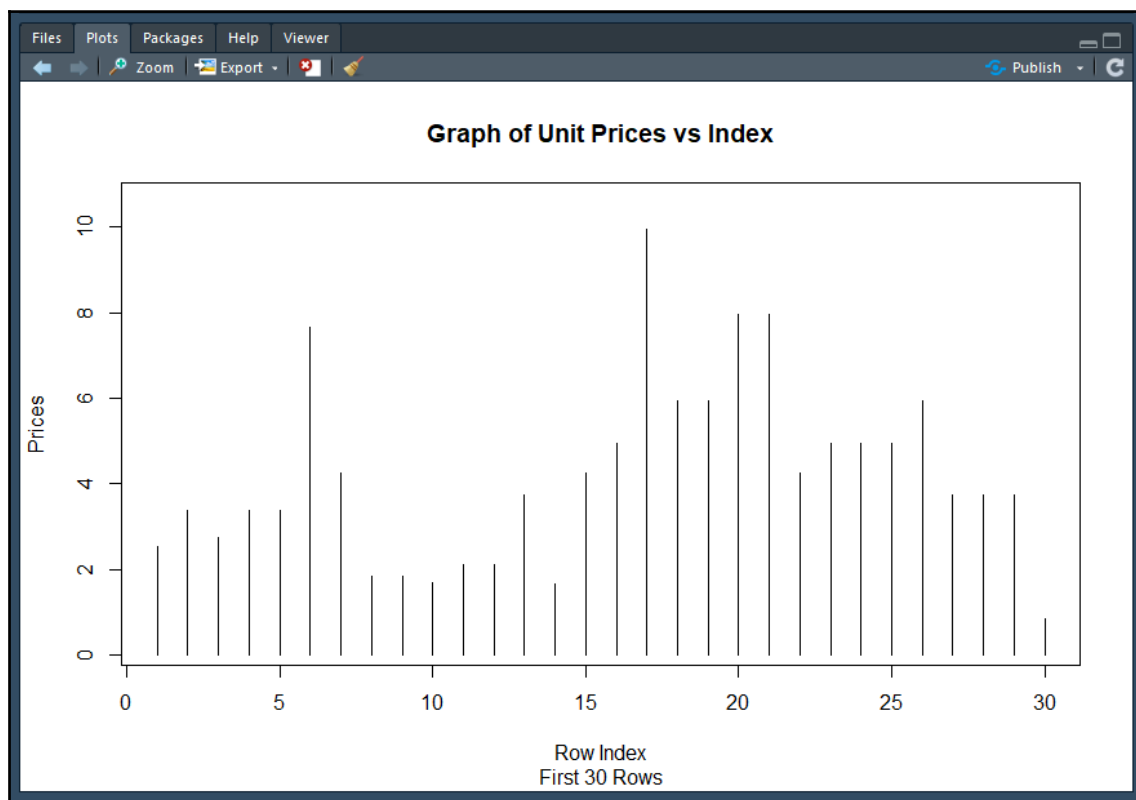 Files Plots Packages Help Viewer
Zoom Export Publish
Graph of Unit Prices vs Index
10
8
6
4
2
0
Prices
0 5 10 15 20 25 30
Row Index
First 30 Rows